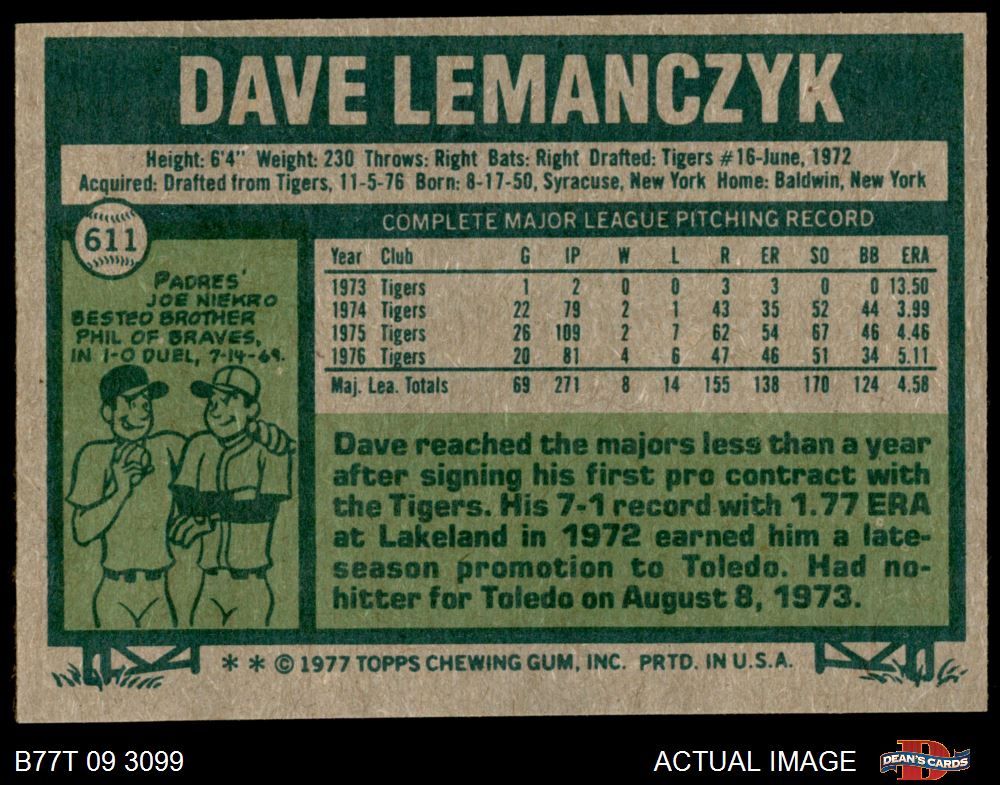 DAVE LEMANCZYK
Height: 6'4" Weight: 230 Throws: Right Bats: Right Drafted: Tigers #16-June, 1972
Acquired: Drafted from Tigers, 11-5-76 Born: 8-17-50, Syracuse, New York Home: Baldwin, New York
611
COMPLETE MAJOR LEAGUE PITCHING RECORD
PADRES'
JOE NIEKRO
BESTED BROTHER
PHIL OF BRAVES,
IN 1-0 DUEL, 7-14-69.
Year Club G IP W L R ER SO BB ERA
1973 Tigers 1 2 0 0 3 3 0 0 13.50
1974 Tigers 22 79 2 1 43 35 52 44 3.99
1975 Tigers 26 109 2 7 62 54 67 46 4.46
1976 Tigers 20 81 4 6 47 46 51 34 5.11
Maj. Lea. Totals 69 271 8 14 155 138 170 124 4.58
Dave reached the majors less than a year
after signing his first pro contract with
the Tigers. His 7-1 record with 1.77 ERA
at Lakeland in 1972 earned him a late-
season promotion to Toledo. Had no-
hitter for Toledo on August 8, 1973.
* * © 1977 TOPPS CHEWING GUM, INC. PRTD. IN U.S.A.
B77T 09 3099
ACTUAL IMAGE
D
DEAN'S CARDS